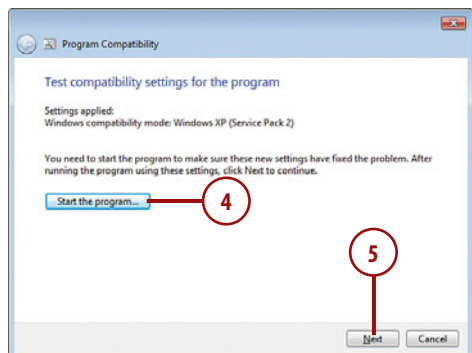 Program Compatibility
Test compatibility settings for the program
Settings applied:
Windows compatibility mode: Windows XP (Service Pack 2)
You need to start the program to make sure these new settings have fixed the problem. After
running the program using these settings, click Next to continue.
Start the program...
4
5
Next
Cancel